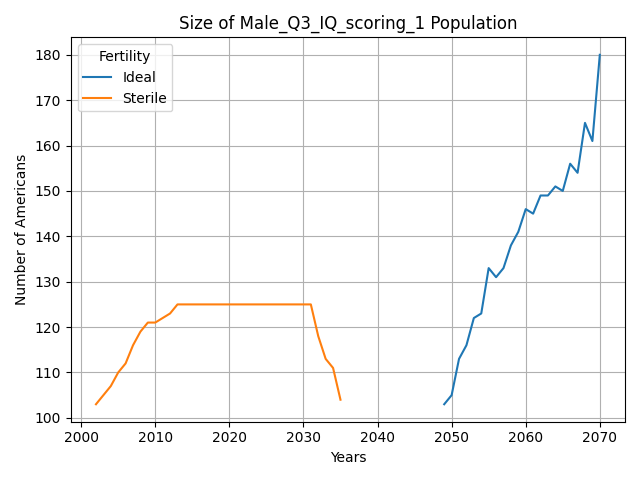 Size of Male_Q3_IQ_scoring_1 Population
Fertility
Ideal
Sterile
Number of Americans
180
170
160
150
140
130
120
110
100
2000 2010 2020 2030 2040 2050 2060 2070
Years